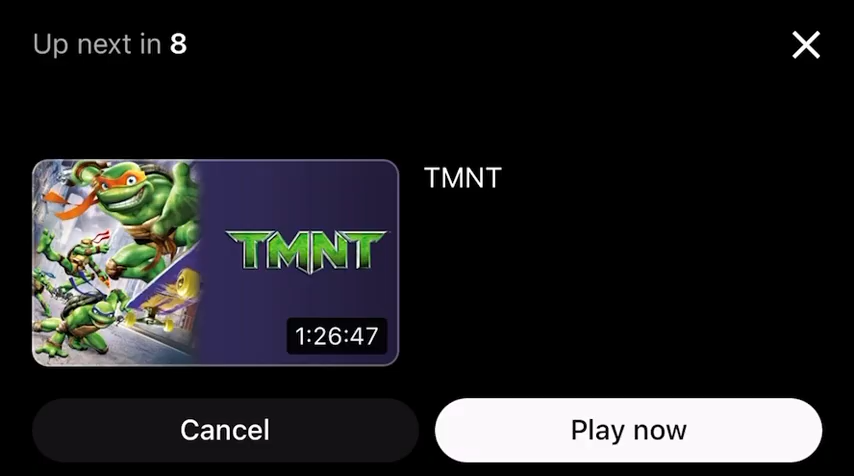 Up next in 8
TMNT
TMNT
1:26:47
Cancel
Play now